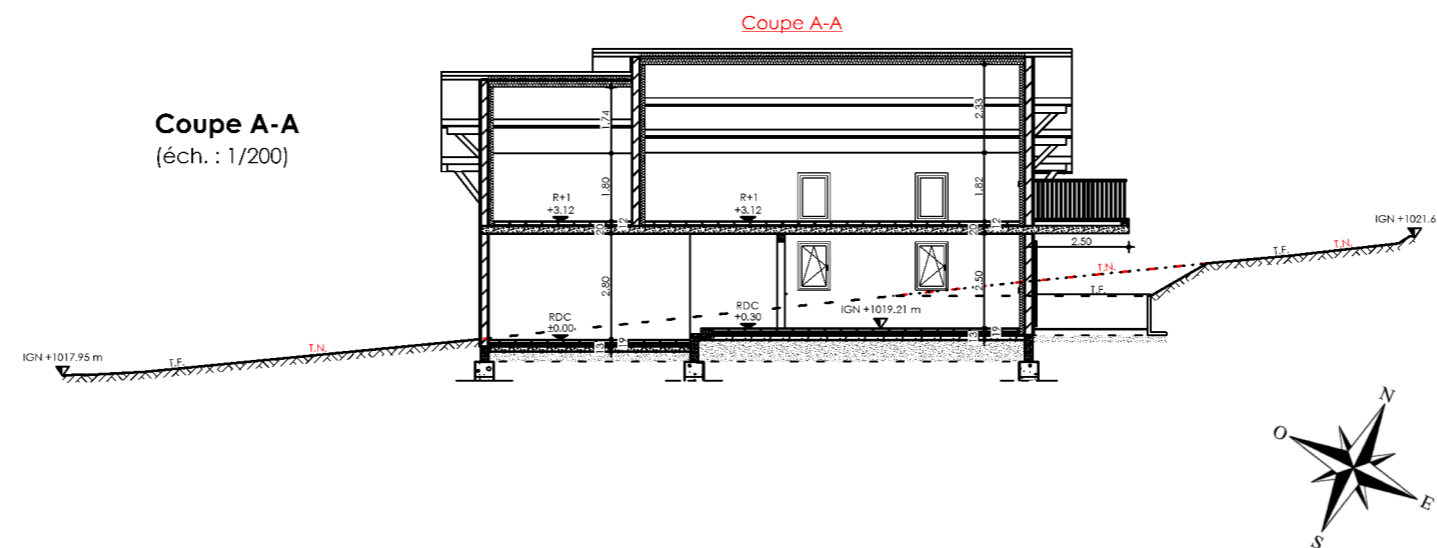 Coupe A-A
Coupe A-A
(éch. : 1/200)
1.74
2.33
1.80
1.82
R+1
+3.12
R+1
+3.12
12
20
12
20
IGN +1021.6
2.50
T.F.
T.N.
T.N.
T.F.
2.80
2.50
RDC
±0.00
RDC
+0.30
IGN +1019.21 m
19
13
19
13
IGN +1017.95 m
T.F.
T.N.
N
O
E
S